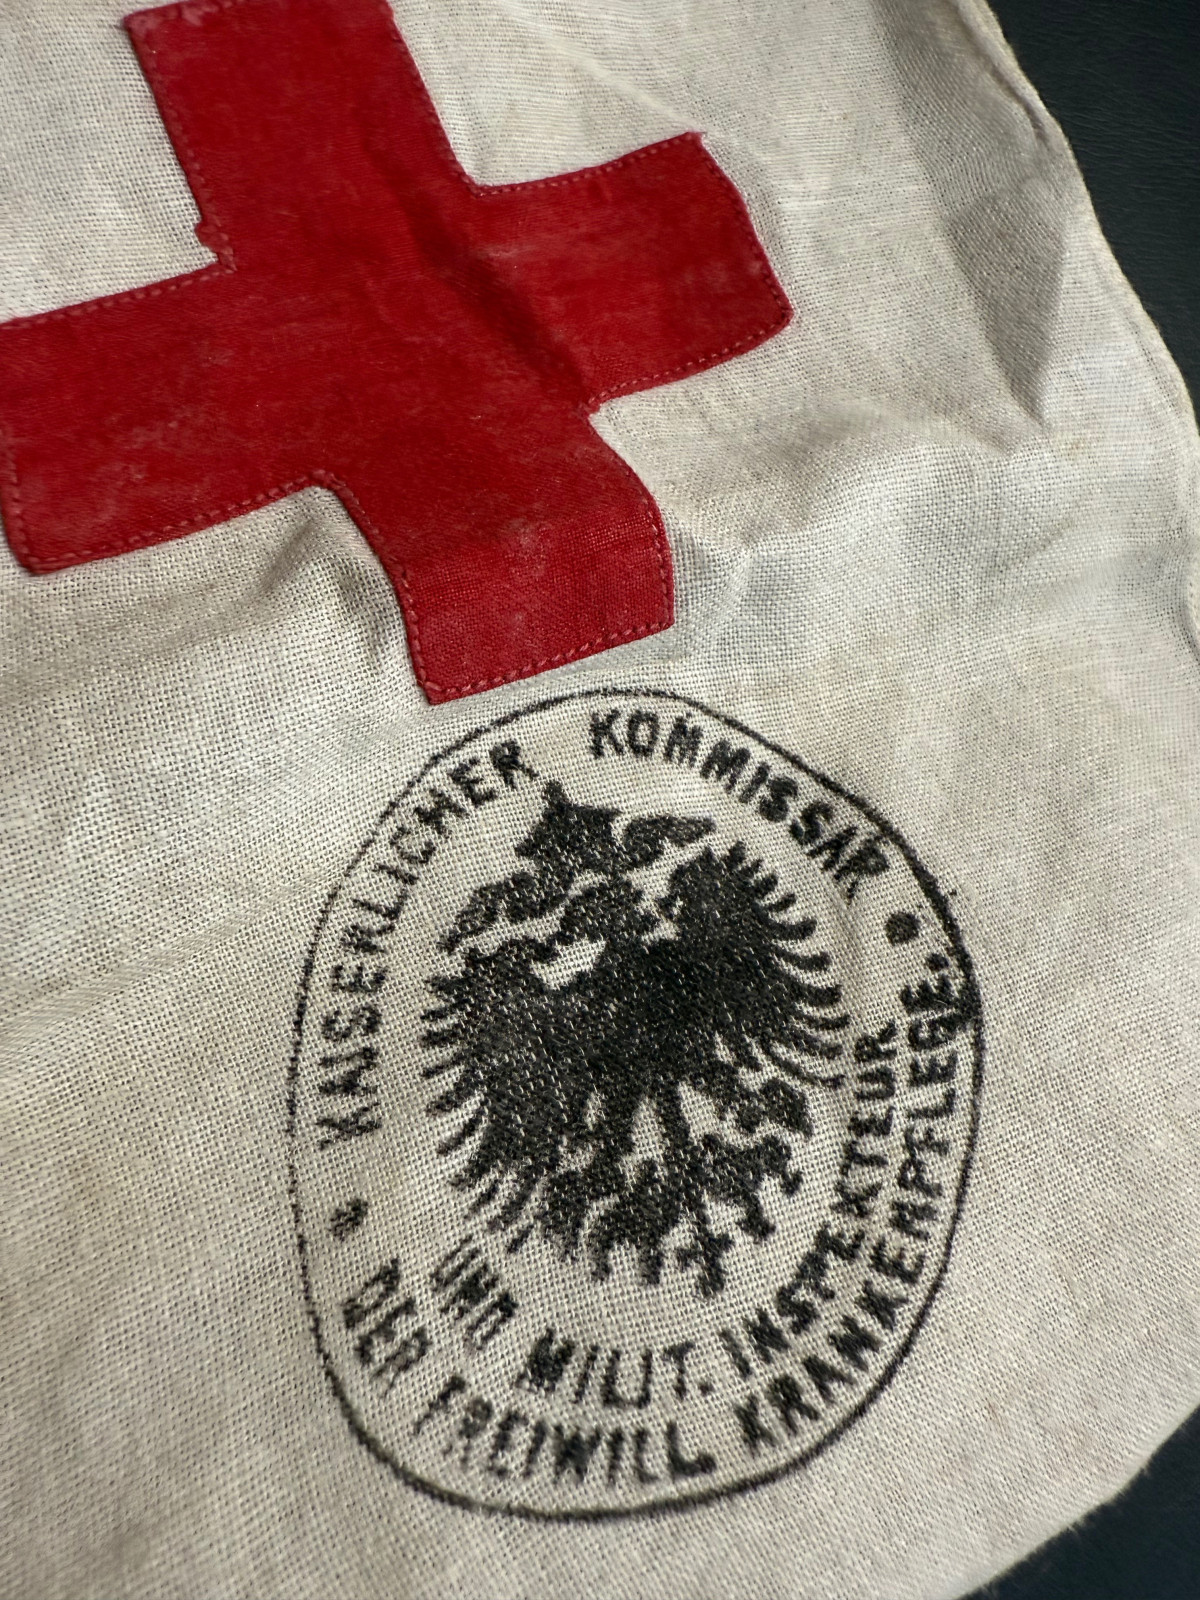 KAISERLICHER KOMMISSAR
UND MILIT. INSPEKTEUR
DER FREIWILL KRANKENPFLEGE.